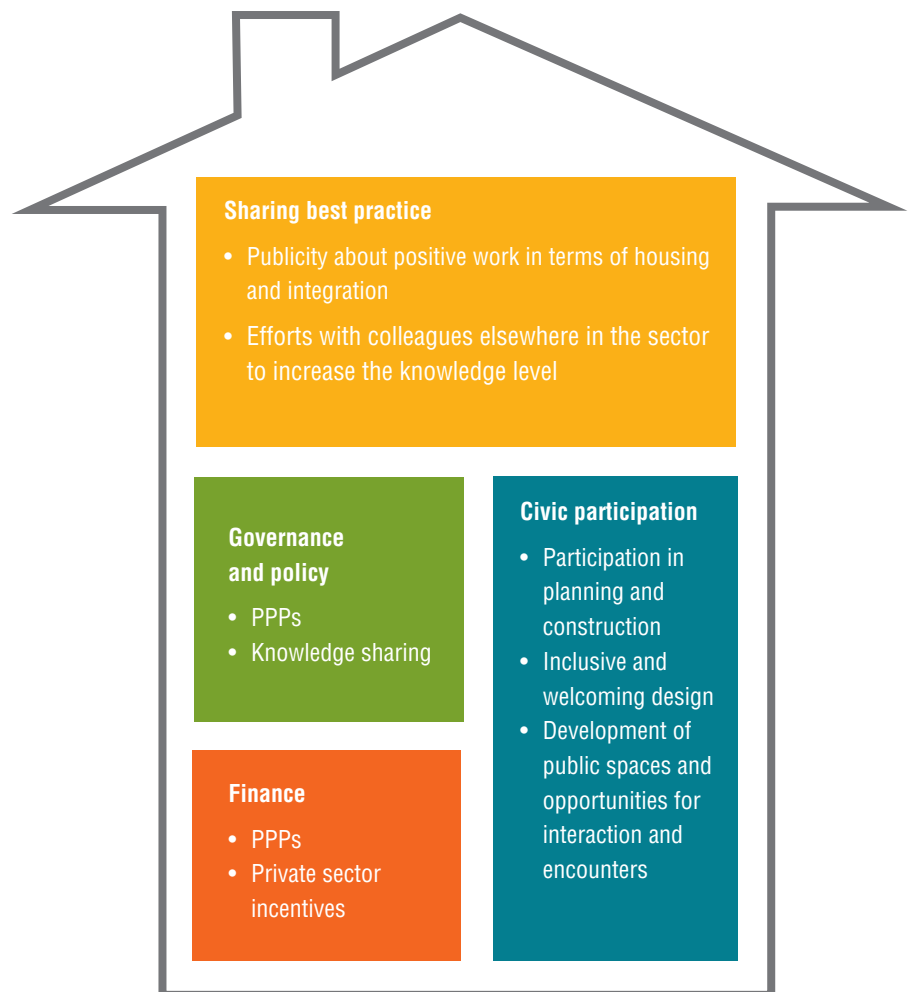 Sharing best practice
• Publicity about positive work in terms of housing
and integration
• Efforts with colleagues elsewhere in the sector
to increase the knowledge level
Governance
and policy
• PPPs
• Knowledge sharing
Finance
• PPPs
• Private sector
incentives
Civic participation
• Participation in
planning and
construction
• Inclusive and
welcoming design
• Development of
public spaces and
opportunities for
interaction and
encounters